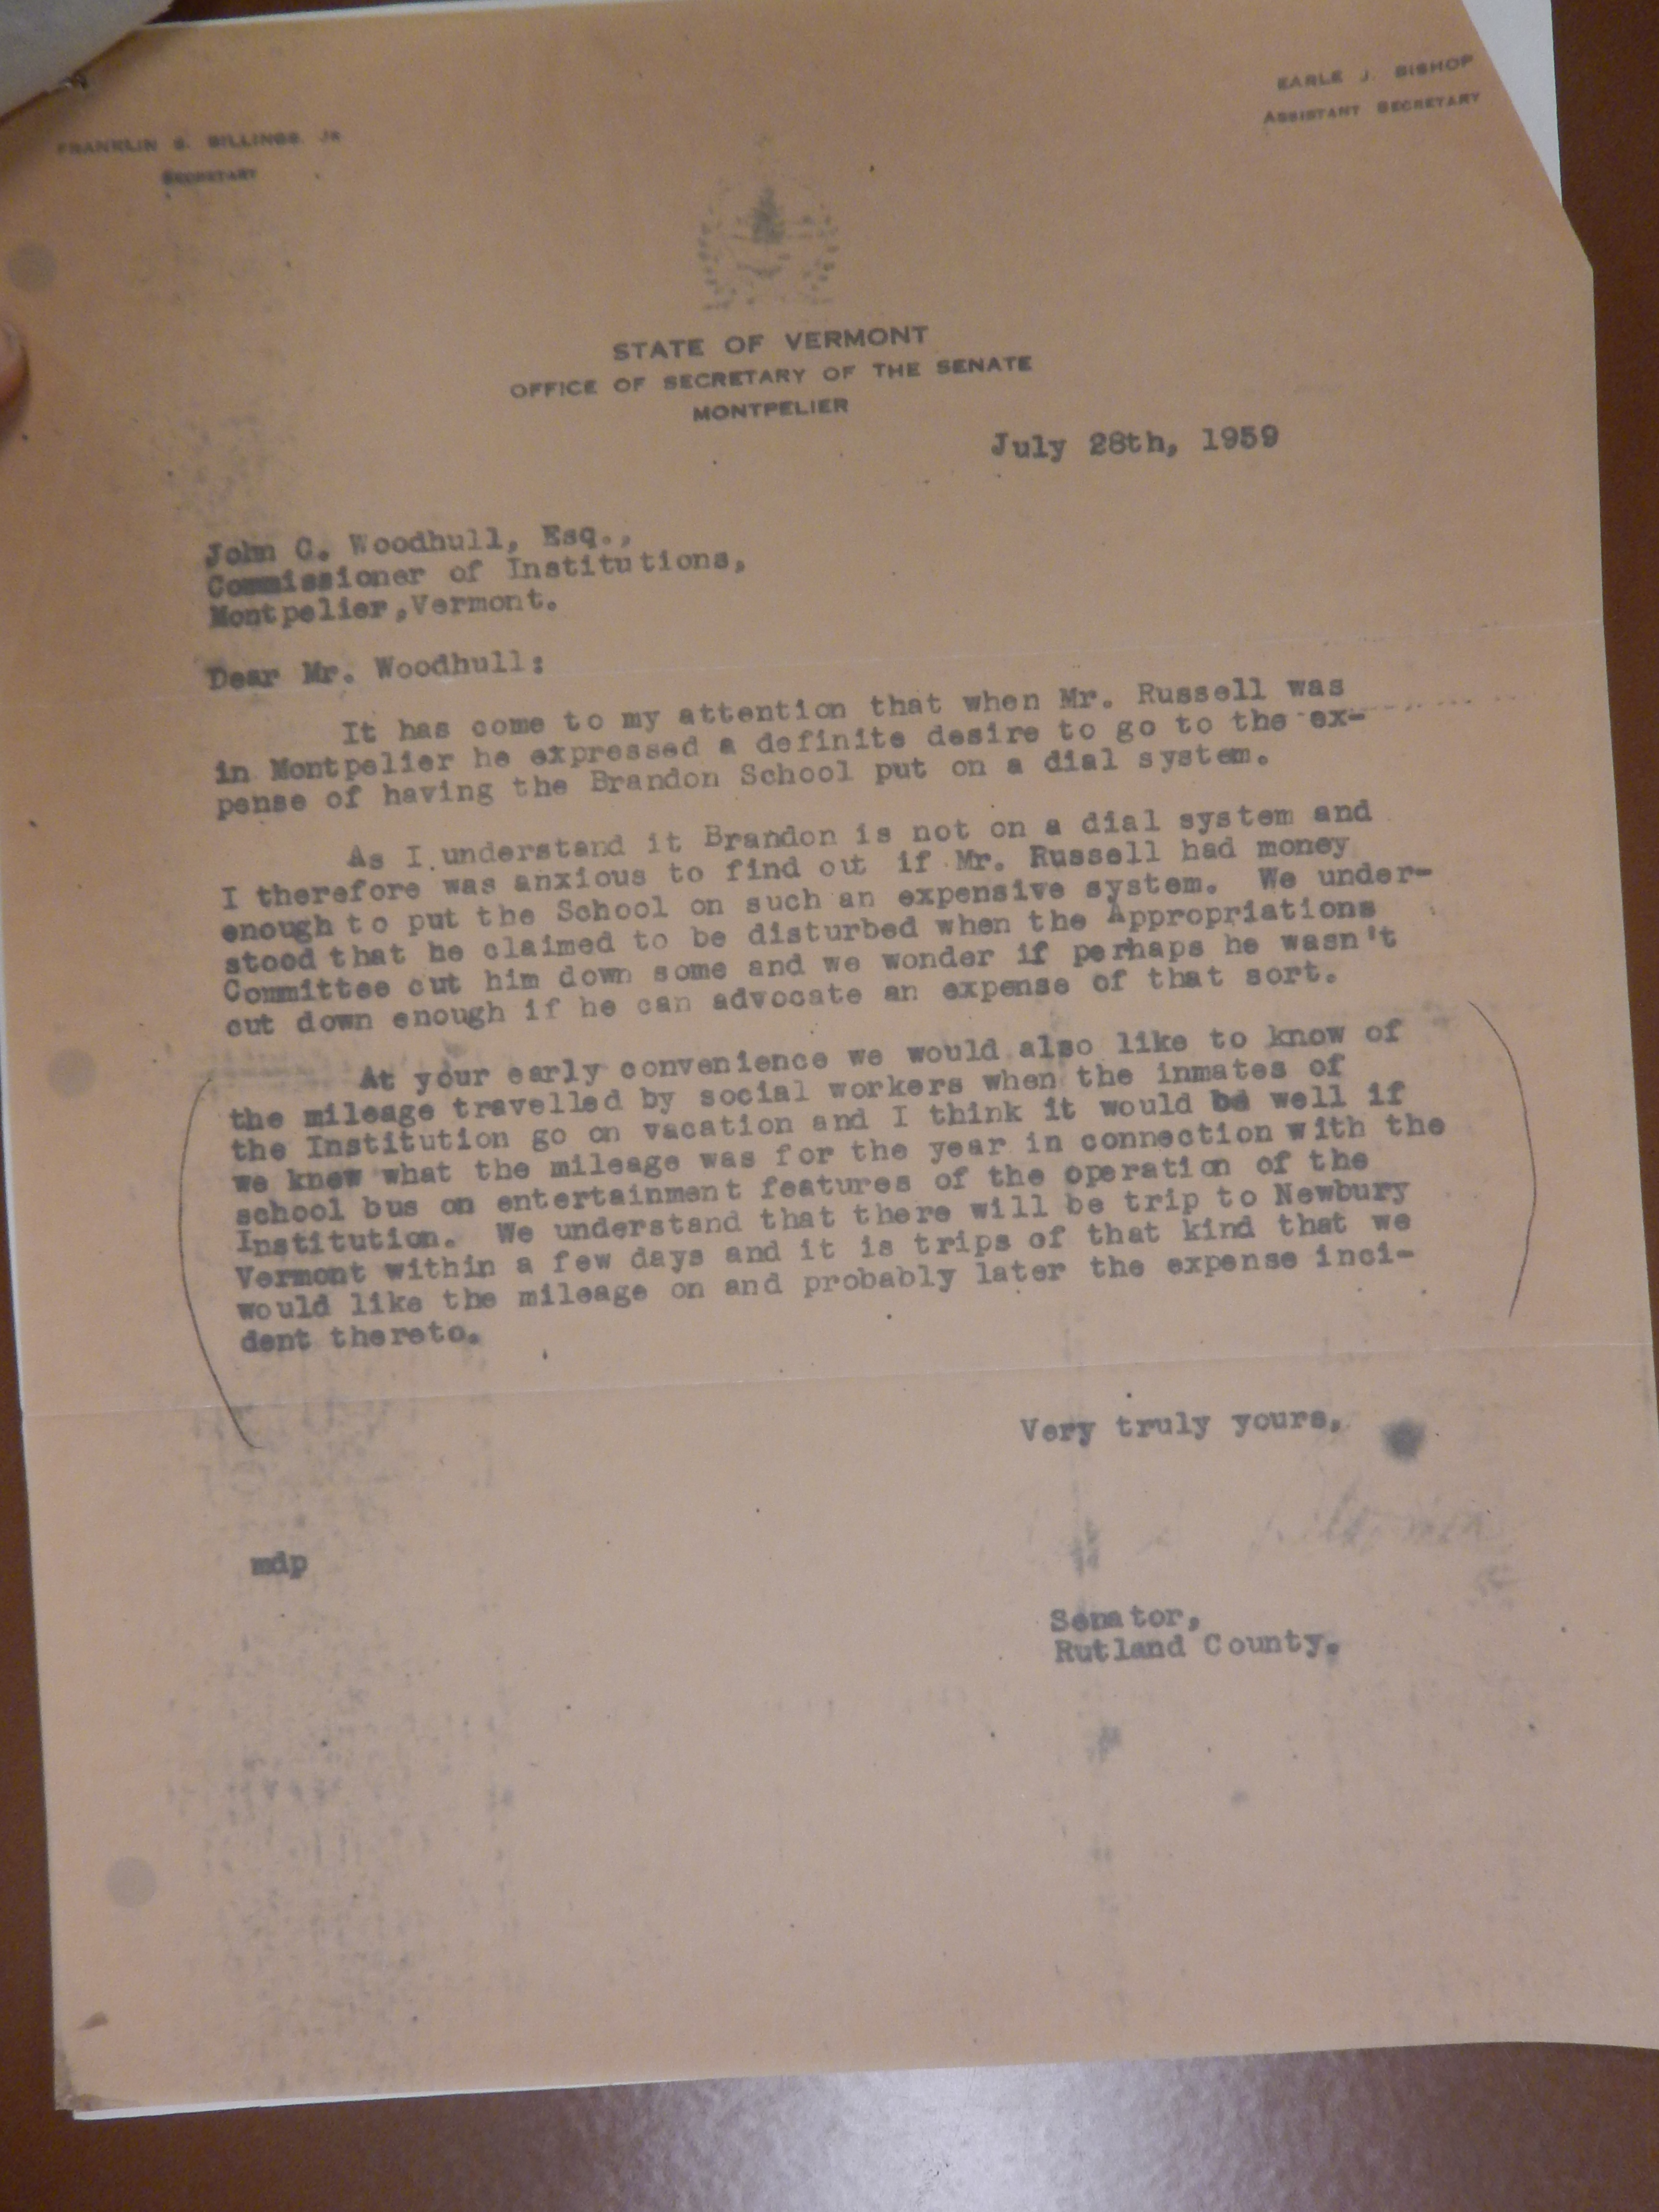 FRANKLIN S. BILLINGS, JR
SECRETARY
EARLE J. BISHOP
ASSISTANT SECRETARY
STATE OF VERMONT
OFFICE OF SECRETARY OF THE SENATE
MONTPELIER
July 28th, 1959
John C. Woodhull, Esq.,
Commissioner of Institutions,
Montpelier,Vermont.
Dear Mr. Woodhull:
It has come to my attention that when Mr. Russell was
in Montpelier he expressed a definite desire to go to the ex-
pense of having the Brandon School put on a dial system.
As I understand it Brandon is not on a dial system and
I therefore was anxious to find out if Mr. Russell had money
enough to put the School on such an expensive system. We under-
stood that he claimed to be disturbed when the Appropriations
Committee cut him down some and we wonder if perhaps he wasn't
cut down enough if he can advocate an expense of that sort.
At your early convenience we would also like to know of
the mileage travelled by social workers when the inmates of
the Institution go on vacation and I think it would be well if
we knew what the mileage was for the year in connection with the
school bus on entertainment features of the operation of the
Institution. We understand that there will be trip to Newbury
Vermont within a few days and it is trips of that kind that we
would like the mileage on and probably later the expense inci-
dent thereto.
Very truly yours,
mdp
Senator,
Rutland County.